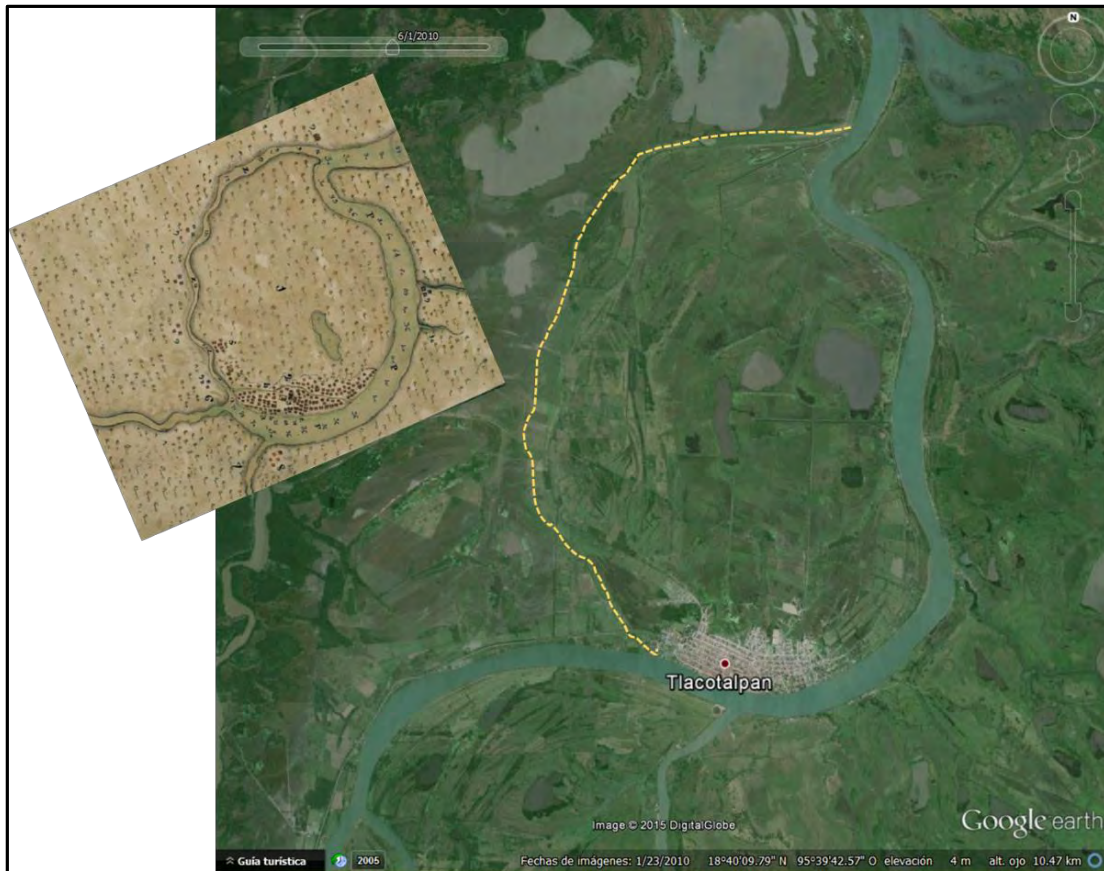 6/1/2010
N
Tlacotalpan
Image © 2015 DigitalGlobe
Google earth
Guía turística
2005
Fechas de imágenes: 1/23/2010 18°40'09.79" N 95°39'42.57" O elevación 4 m alt. ojo 10.47 km